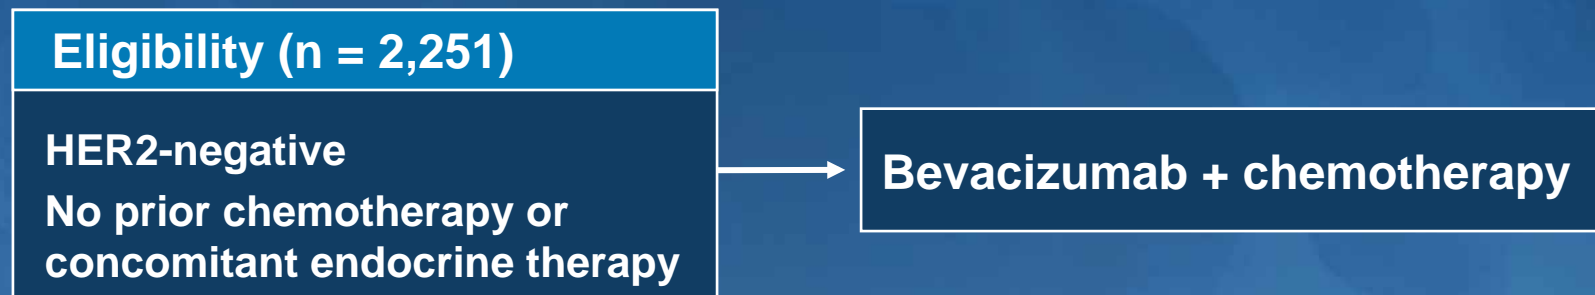 Eligibility (n = 2,251)
HER2-negative
No prior chemotherapy or
concomitant endocrine therapy
Bevacizumab + chemotherapy